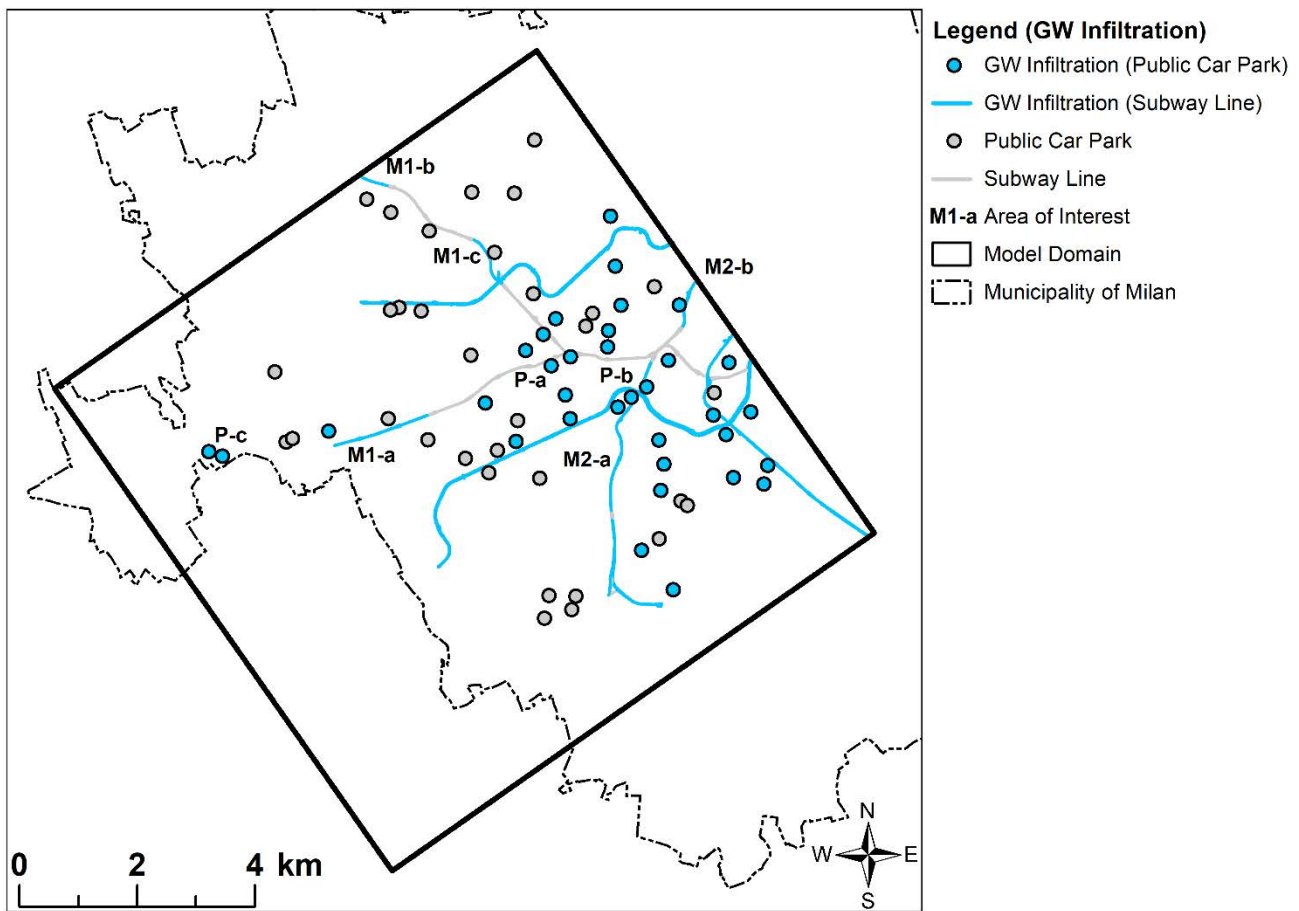 Legend (GW Infiltration)
GW Infiltration (Public Car Park)
GW Infiltration (Subway Line)
Public Car Park
Subway Line
M1-a Area of Interest
Model Domain
Municipality of Milan
M1-b
M1-c
M2-b
P-a
P-b
P-c
M1-a
M2-a
0 2 4 km
N
W E
S